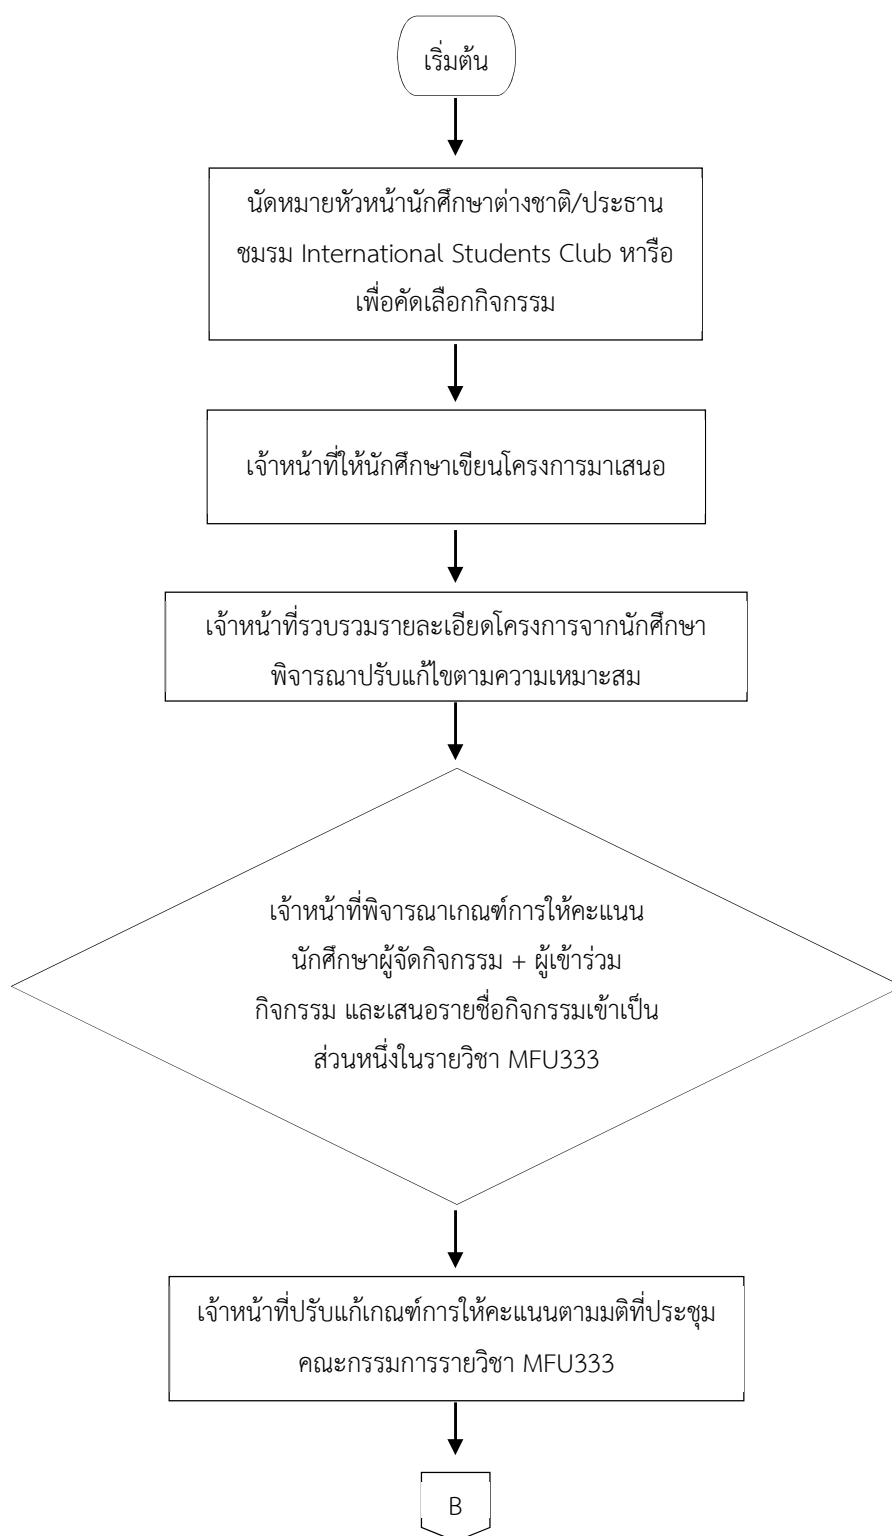 เริ่มต้น
นัดหมายหัวหน้านักศึกษาต่างชาติ/ประธาน
ชมรม International Students Club หารือ
เพื่อคัดเลือกกิจกรรม
เจ้าหน้าที่ให้นักศึกษาเขียนโครงการมาเสนอ
เจ้าหน้าที่รวบรวมรายละเอียดโครงการจากนักศึกษา
พิจารณาปรับแก้ไขตามความเหมาะสม
เจ้าหน้าที่พิจารณาเกณฑ์การให้คะแนน
นักศึกษาผู้จัดกิจกรรม + ผู้เข้าร่วม
กิจกรรม และเสนอรายชื่อกิจกรรมเข้าเป็น
ส่วนหนึ่งในรายวิชา MFU333
เจ้าหน้าที่ปรับแก้เกณฑ์การให้คะแนนตามมติที่ประชุม
คณะกรรมการรายวิชา MFU333
B